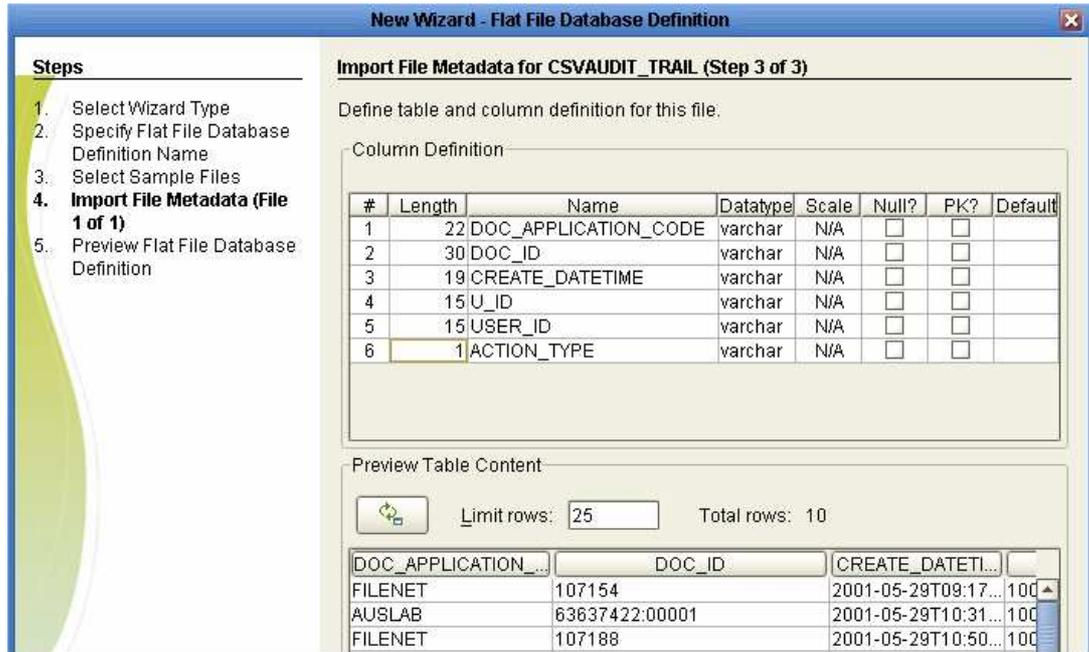 New Wizard - Flat File Database Definition
Steps
1. Select Wizard Type
2. Specify Flat File Database
Definition Name
3. Select Sample Files
4. Import File Metadata (File
1 of 1)
5. Preview Flat File Database
Definition
Import File Metadata for CSVAUDIT_TRAIL (Step 3 of 3)
Define table and column definition for this file.
Column Definition
# Length Name Datatype Scale Null? PK? Default
1 22 DOC_APPLICATION_CODE varchar N/A
2 30 DOC_ID varchar N/A
3 19 CREATE_DATETIME varchar N/A
4 15 U_ID varchar N/A
5 15 USER_ID varchar N/A
6 1 ACTION_TYPE varchar N/A
Preview Table Content
Limit rows: 25 Total rows: 10
DOC_APPLICATION_... DOC_ID CREATE_DATETI...
FILENET 107154 2001-05-29T09:17... 100
AUSLAB 63637422:00001 2001-05-29T10:31... 100
FILENET 107188 2001-05-29T10:50... 100